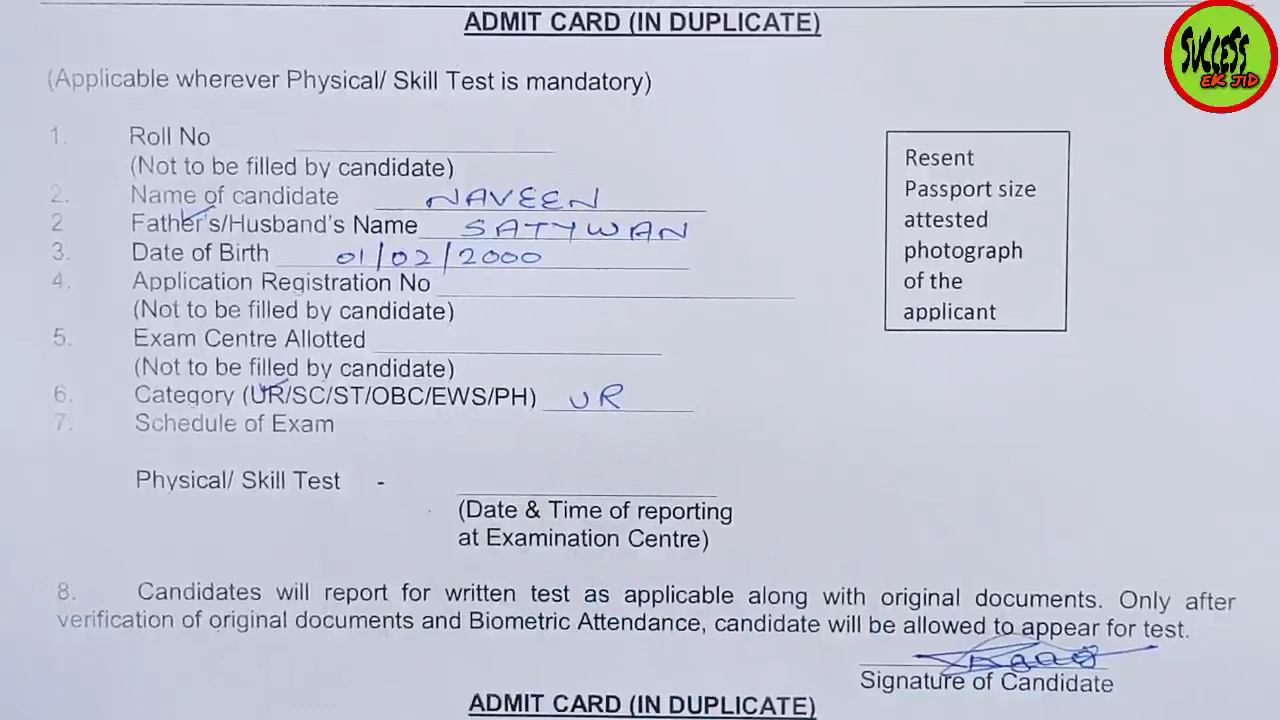 ADMIT CARD (IN DUPLICATE)
SUCCESS
EK JID
(Applicable wherever Physical/ Skill Test is mandatory)
1. Roll No
(Not to be filled by candidate)
2. Name of candidate NAVEEN
2 Father's/Husband's Name SATYWAN
3. Date of Birth 01/02/2000
4. Application Registration No
(Not to be filled by candidate)
5. Exam Centre Allotted
(Not to be filled by candidate)
6. Category (UR/SC/ST/OBC/EWS/PH) UR
7. Schedule of Exam
Resent
Passport size
attested
photograph
of the
applicant
Physical/ Skill Test -
(Date & Time of reporting
at Examination Centre)
8. Candidates will report for written test as applicable along with original documents. Only after
verification of original documents and Biometric Attendance, candidate will be allowed to appear for test.
Signature of Candidate
ADMIT CARD (IN DUPLICATE)